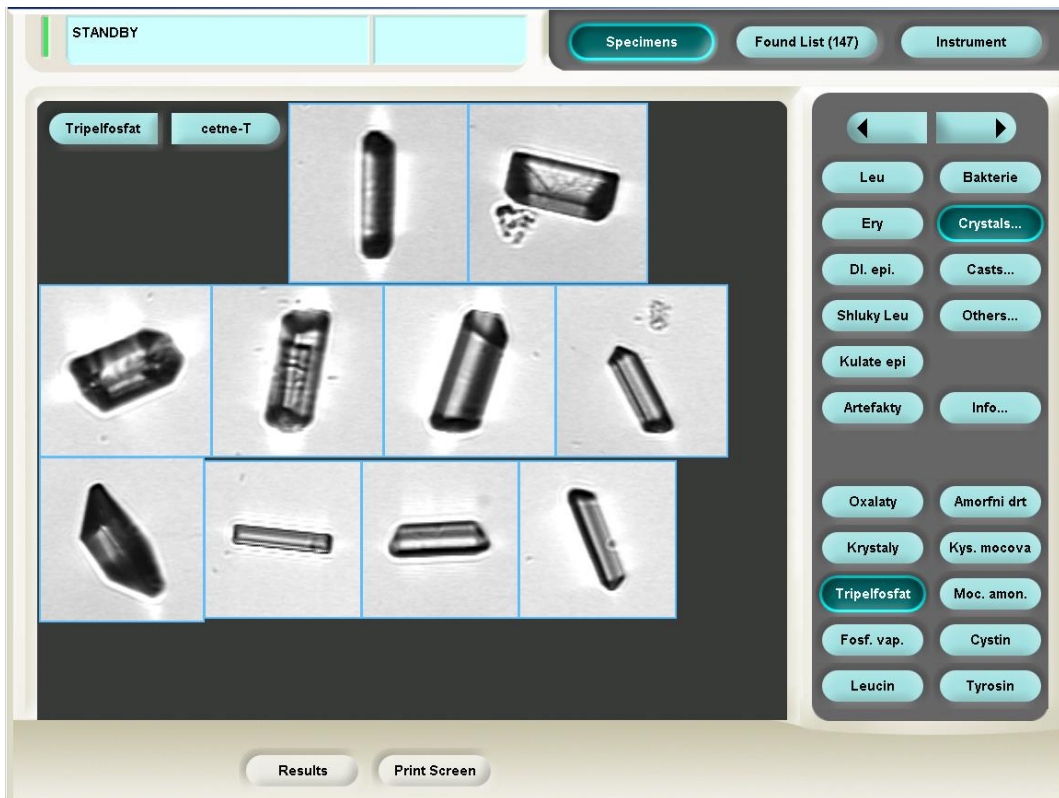 STANDBY
Specimens
Found List (147)
Instrument
Tripelfosfat
cetne-T
Leu
Bakterie
Ery
Crystals...
Dl. epi.
Casts...
Shluky Leu
Others...
Kulate epi
Artefakty
Info...
Oxalaty
Amorfni drt
Krystaly
Kys. mocova
Tripelfosfat
Moc. amon.
Fosf. vap.
Cystin
Leucin
Tyrosin
Results
Print Screen